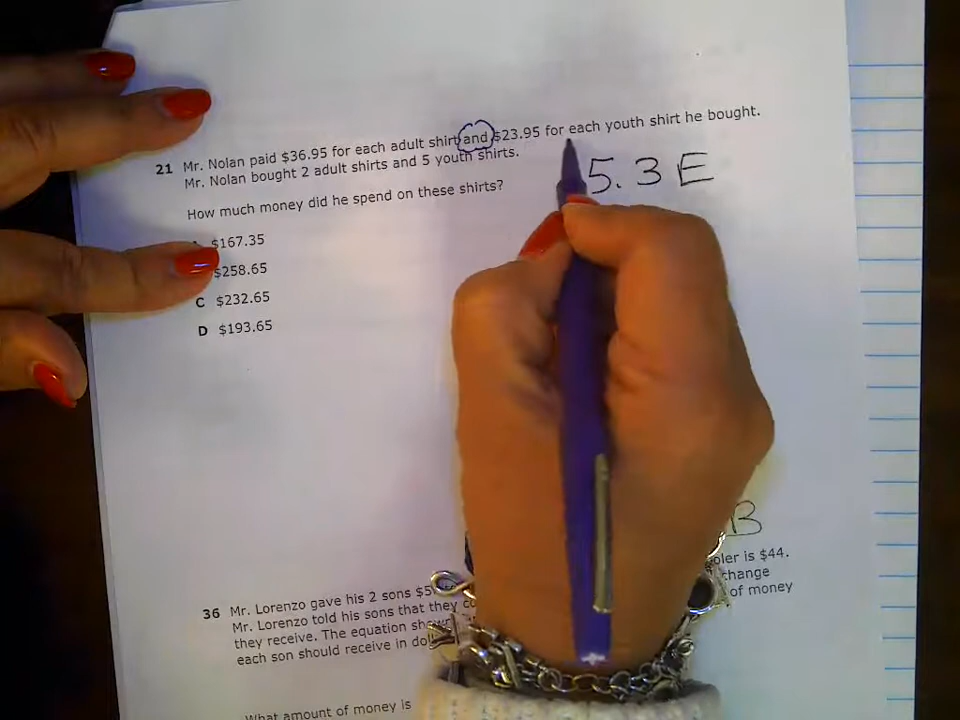 21 Mr. Nolan paid $36.95 for each adult shirt and $23.95 for each youth shirt he bought.
Mr. Nolan bought 2 adult shirts and 5 youth shirts.
5.3E
How much money did he spend on these shirts?
$167.35
$258.65
C $232.65
D $193.65
B
36 Mr. Lorenzo gave his 2 sons $5 oler is $44.
Mr. Lorenzo told his sons that they change
they receive. The equation of money
each son should receive in
What amount of money is